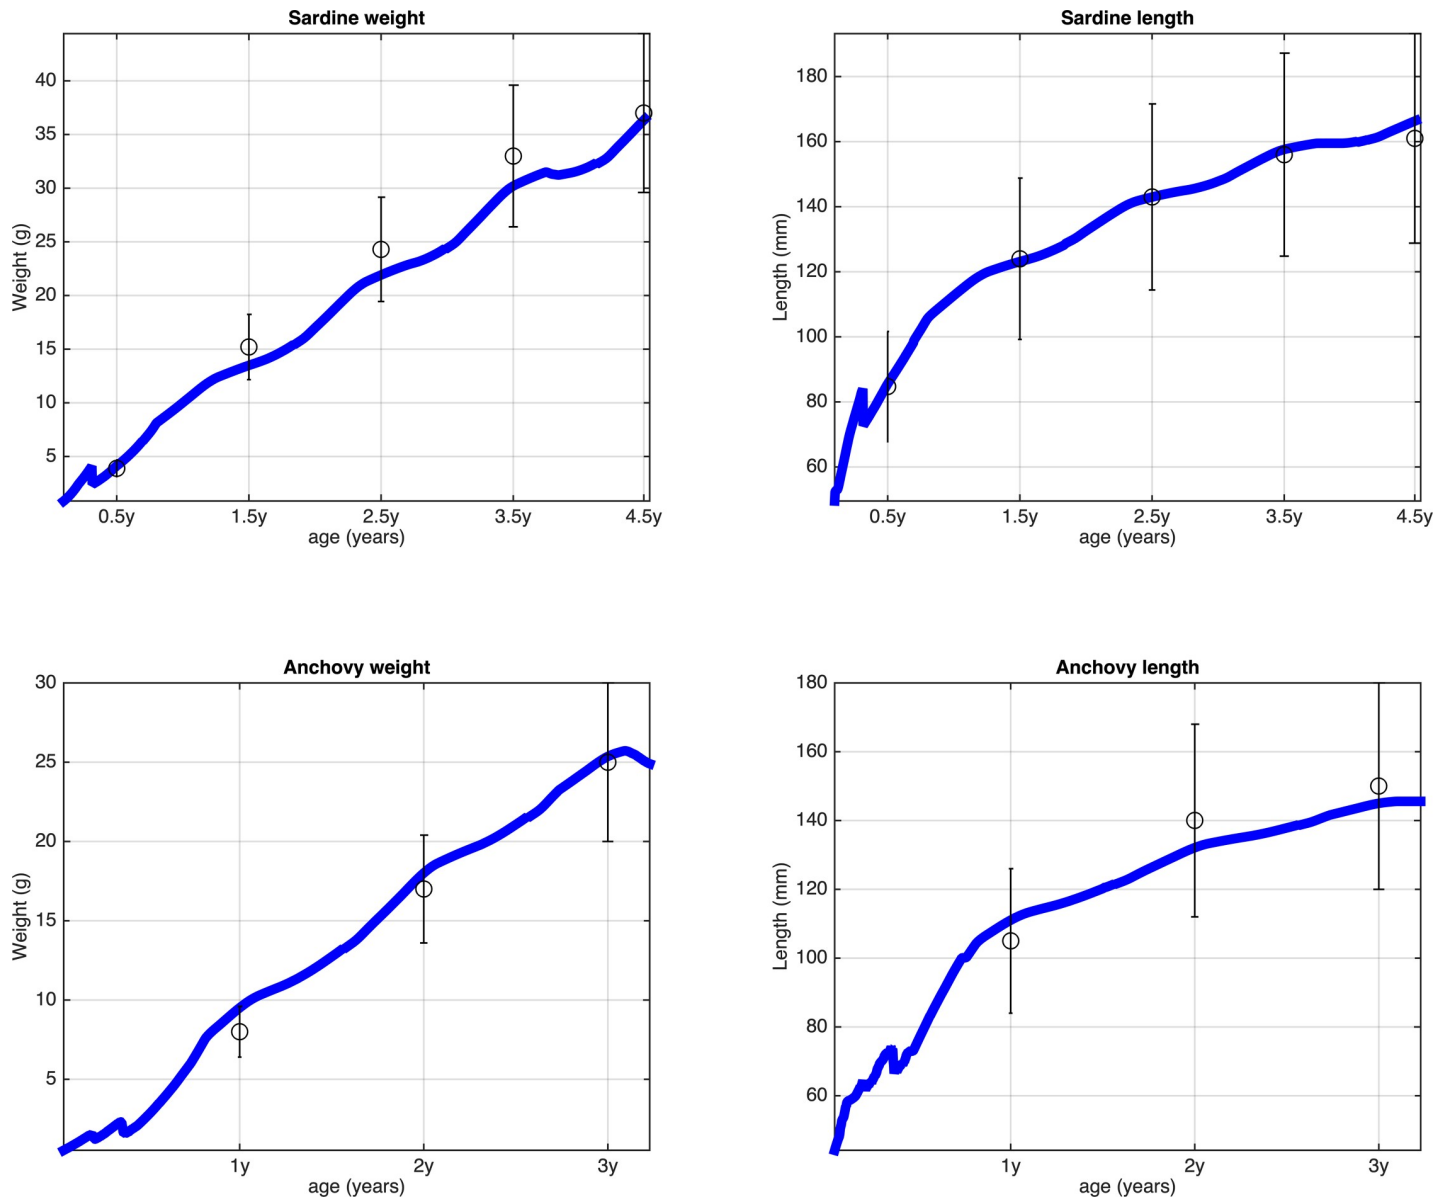 Sardine weight
Weight (g)
40
35
30
25
20
15
10
5
0.5y 1.5y 2.5y 3.5y 4.5y
age (years)
Sardine length
Length (mm)
180
160
140
120
100
80
60
0.5y 1.5y 2.5y 3.5y 4.5y
age (years)
Anchovy weight
Weight (g)
30
25
20
15
10
5
1y 2y 3y
age (years)
Anchovy length
Length (mm)
180
160
140
120
100
80
60
1y 2y 3y
age (years)